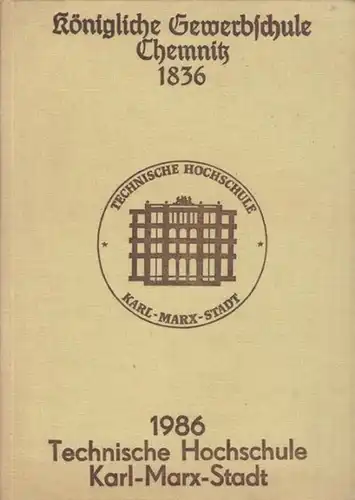 Königliche Gewerbschule
Chemnitz
1836
TECHNISCHE HOCHSCHULE
KARL-MARX-STADT
1986
Technische Hochschule
Karl-Marx-Stadt